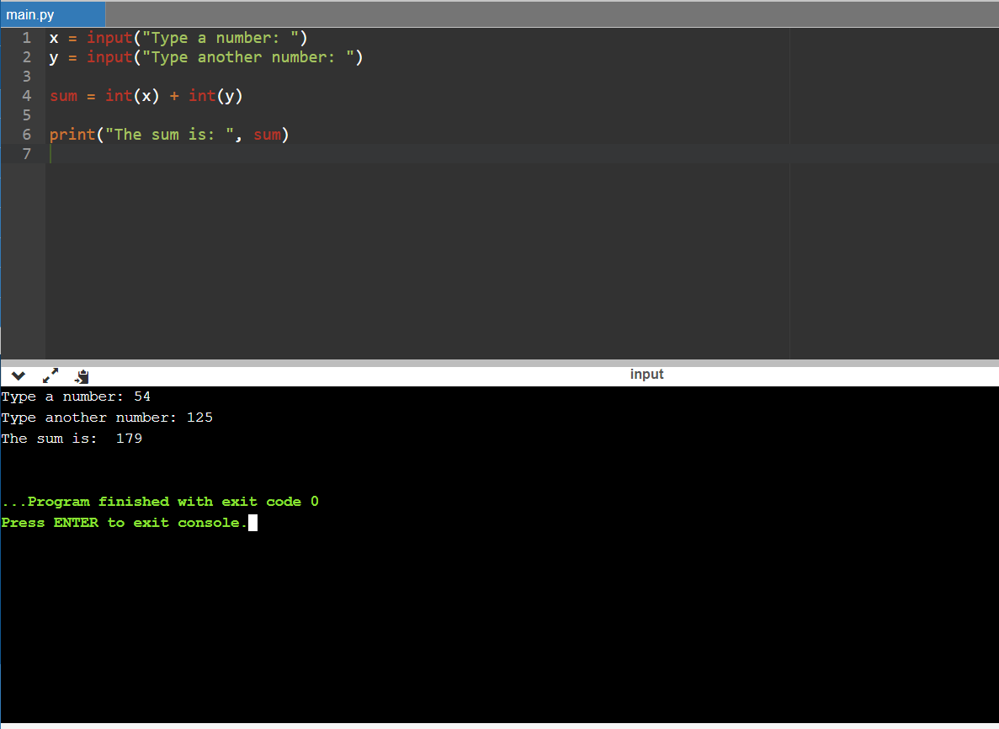 main.py
1 x = input("Type a number: ")
2 y = input("Type another number: ")
3
4 sum = int(x) + int(y)
5
6 print("The sum is: ", sum)
7
input
Type a number: 54
Type another number: 125
The sum is:  179
...Program finished with exit code 0
Press ENTER to exit console.